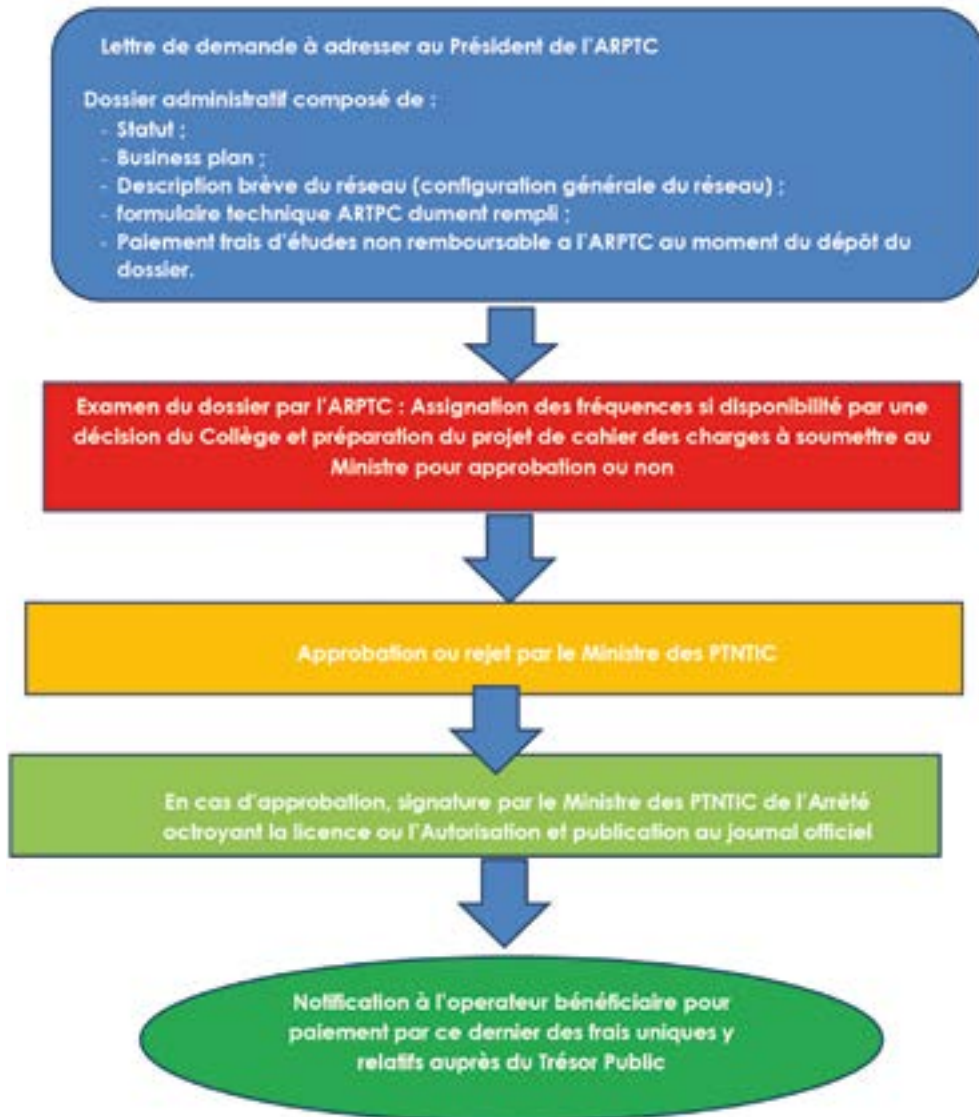 Lettre de demande à adresser au Président de l'ARPTC
Dossier administratif composé de :
- Statut ;
- Business plan ;
- Description brève du réseau (configuration générale du réseau) ;
- formulaire technique ARTPC dument rempli ;
- Paiement frais d'études non remboursable a l'ARPTC au moment du dépôt du
dossier.
Examen du dossier par l'ARPTC : Assignation des fréquences si disponibilité par une
décision du Collège et préparation du projet de cahier des charges à soumettre au
Ministre pour approbation ou non
Approbation ou rejet par le Ministre des PTNTIC
En cas d'approbation, signature par le Ministre des PTNTIC de l'Arrêté
octroyant la licence ou l'Autorisation et publication au journal officiel
Notification à l'operateur bénéficiaire pour
paiement par ce dernier des frais uniques y
relatifs auprès du Trésor Public